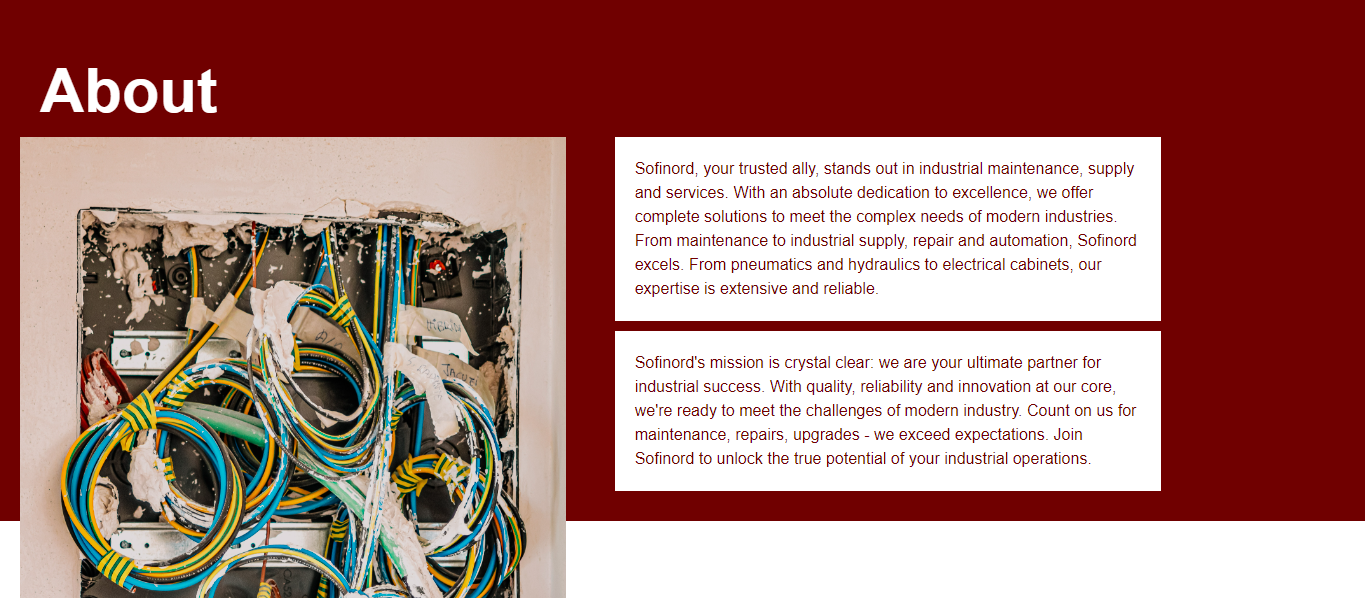 About
Sofinord, your trusted ally, stands out in industrial maintenance, supply
and services. With an absolute dedication to excellence, we offer
complete solutions to meet the complex needs of modern industries.
From maintenance to industrial supply, repair and automation, Sofinord
excels. From pneumatics and hydraulics to electrical cabinets, our
expertise is extensive and reliable.
Sofinord's mission is crystal clear: we are your ultimate partner for
industrial success. With quality, reliability and innovation at our core,
we're ready to meet the challenges of modern industry. Count on us for
maintenance, repairs, upgrades - we exceed expectations. Join
Sofinord to unlock the true potential of your industrial operations.